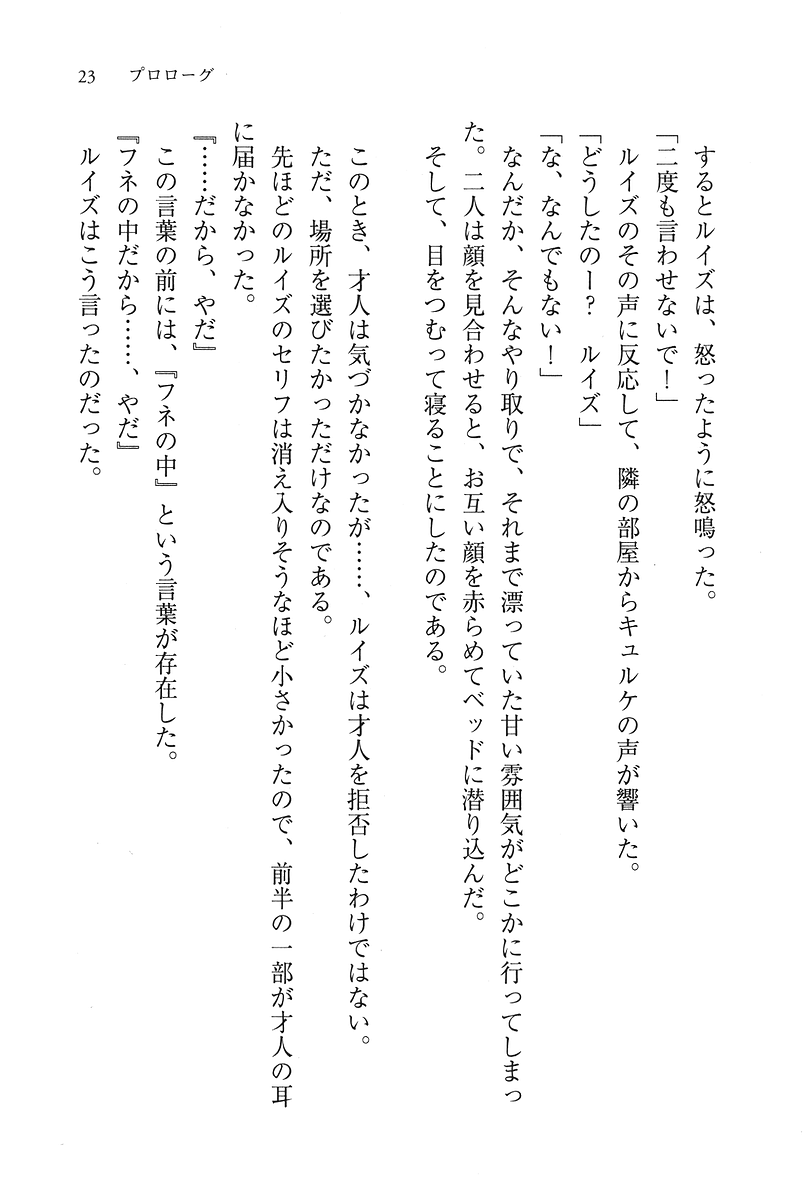 23　プロローグ
　するとルイズは、怒ったように怒鳴った。
「二度も言わせないで！」
　ルイズのその声に反応して、隣の部屋からキュルケの声が響いた。
「どうしたのー？　ルイズ」
「な、なんでもない！」
　なんだか、そんなやり取りで、それまで漂っていた甘い雰囲気がどこかに行ってしまっ
た。二人は顔を見合わせると、お互い顔を赤らめてベッドに潜り込んだ。
　そして、目をつむって寝ることにしたのである。
　このとき、才人は気づかなかったが……、ルイズは才人を拒否したわけではない。
　ただ、場所を選びたかっただけなのである。
　先ほどのルイズのセリフは消え入りそうなほど小さかったので、前半の一部が才人の耳
に届かなかった。
『……だから、やだ』
　この言葉の前には、『フネの中』という言葉が存在した。
『フネの中だから……、やだ』
　ルイズはこう言ったのだった。